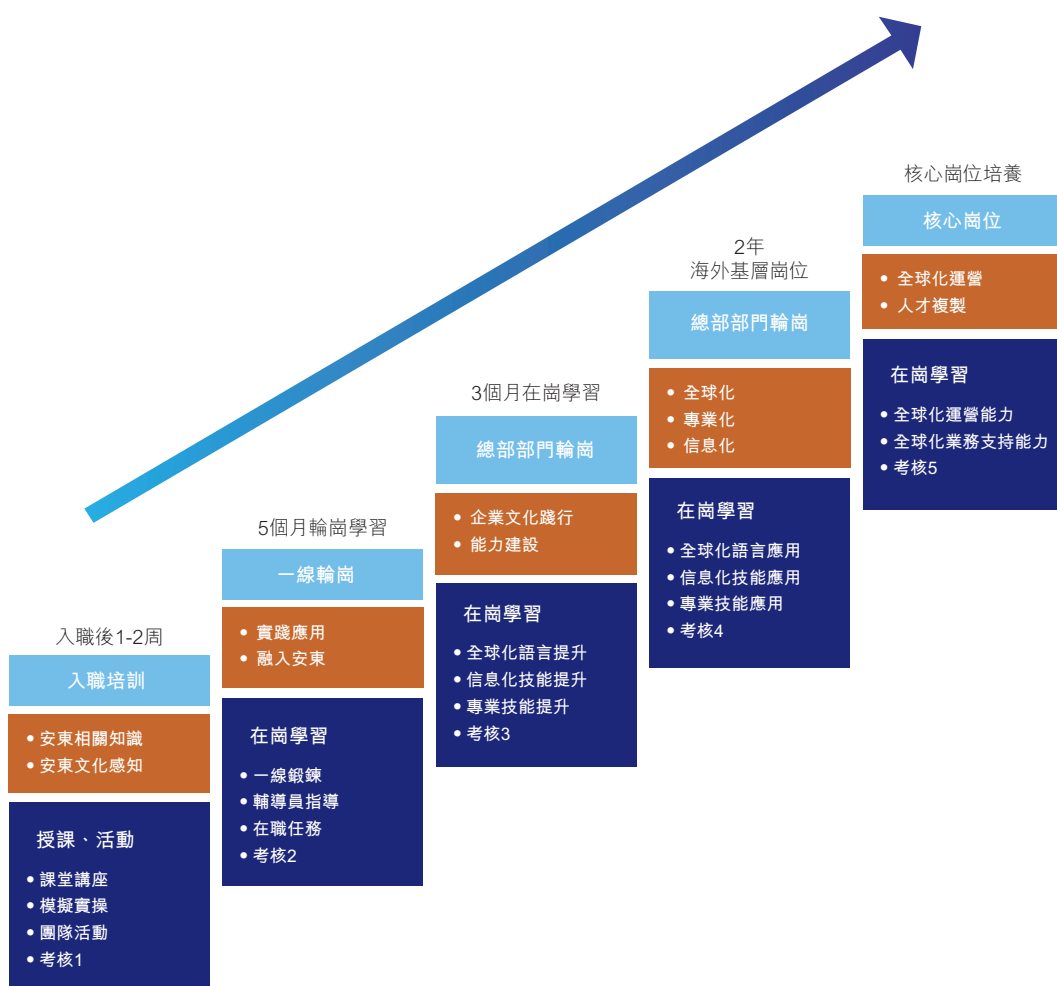 入職後1-2周
入職培訓
• 安東相關知識
• 安東文化感知
授課、活動
• 課堂講座
• 模擬實操
• 團隊活動
• 考核1
5個月輪崗學習
一線輪崗
• 實踐應用
• 融入安東
在崗學習
• 一線鍛鍊
• 輔導員指導
• 在職任務
• 考核2
3個月在崗學習
總部部門輪崗
• 企業文化踐行
• 能力建設
在崗學習
• 全球化語言提升
• 信息化技能提升
• 專業技能提升
• 考核3
2年
海外基層崗位
總部部門輪崗
• 全球化
• 專業化
• 信息化
在崗學習
• 全球化語言應用
• 信息化技能應用
• 專業技能應用
• 考核4
核心崗位培養
核心崗位
• 全球化運營
• 人才複製
在崗學習
• 全球化運營能力
• 全球化業務支持能力
• 考核5